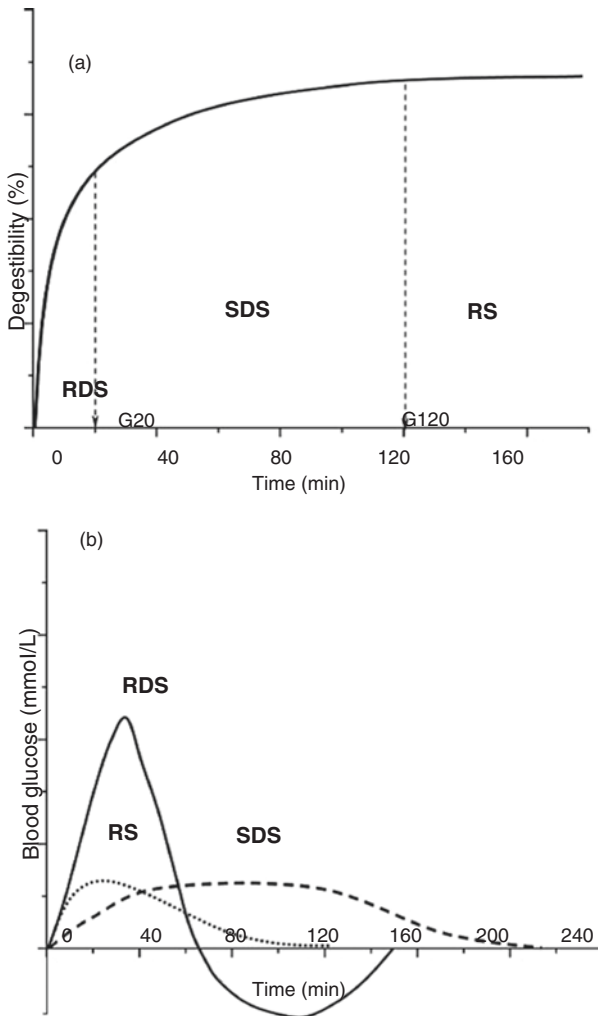 (a)
Degestibility (%)
SDS
RS
RDS
G20
G120
0 40 80 120 160
Time (min)
(b)
Blood glucose (mmol/L)
RDS
RS
SDS
0 40 80 120 160 200 240
Time (min)